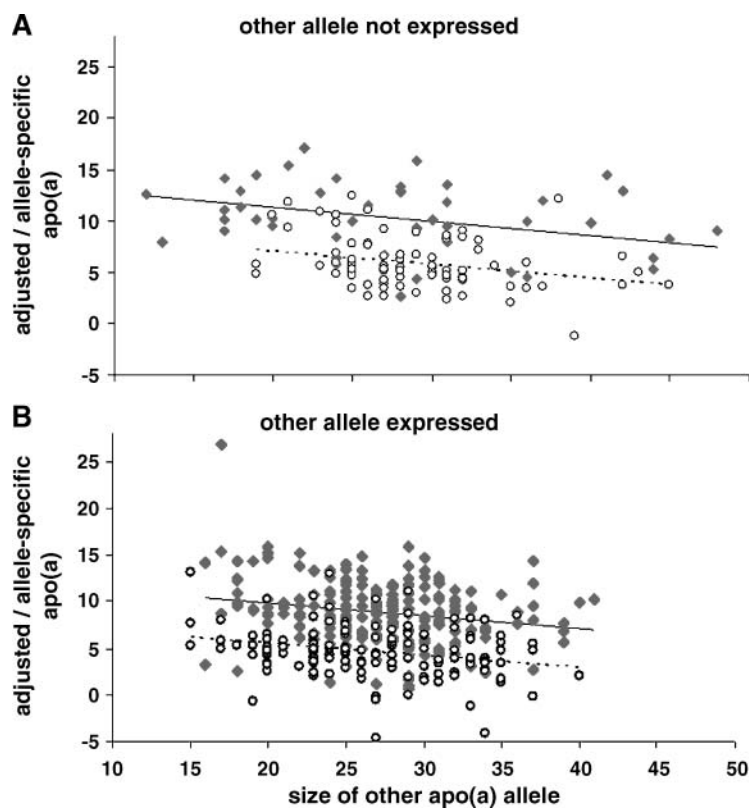 A
other allele not expressed
adjusted / allele-specific
apo(a)
25
20
15
10
5
0
-5
B
other allele expressed
adjusted / allele-specific
apo(a)
25
20
15
10
5
0
-5
10
15
20
25
30
35
40
45
50
size of other apo(a) allele